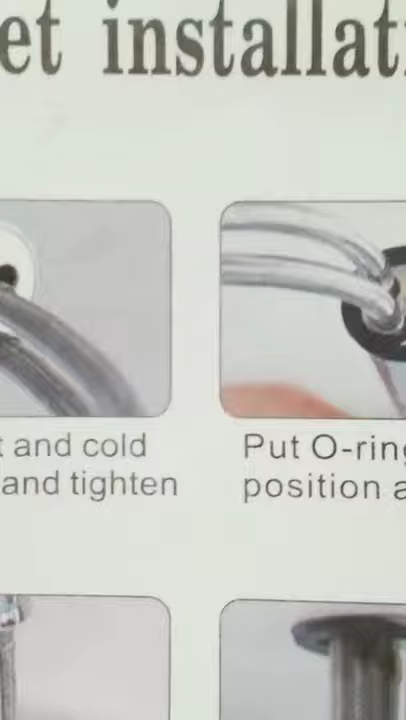 et installat
t and cold
and tighten
Put O-ring
position a